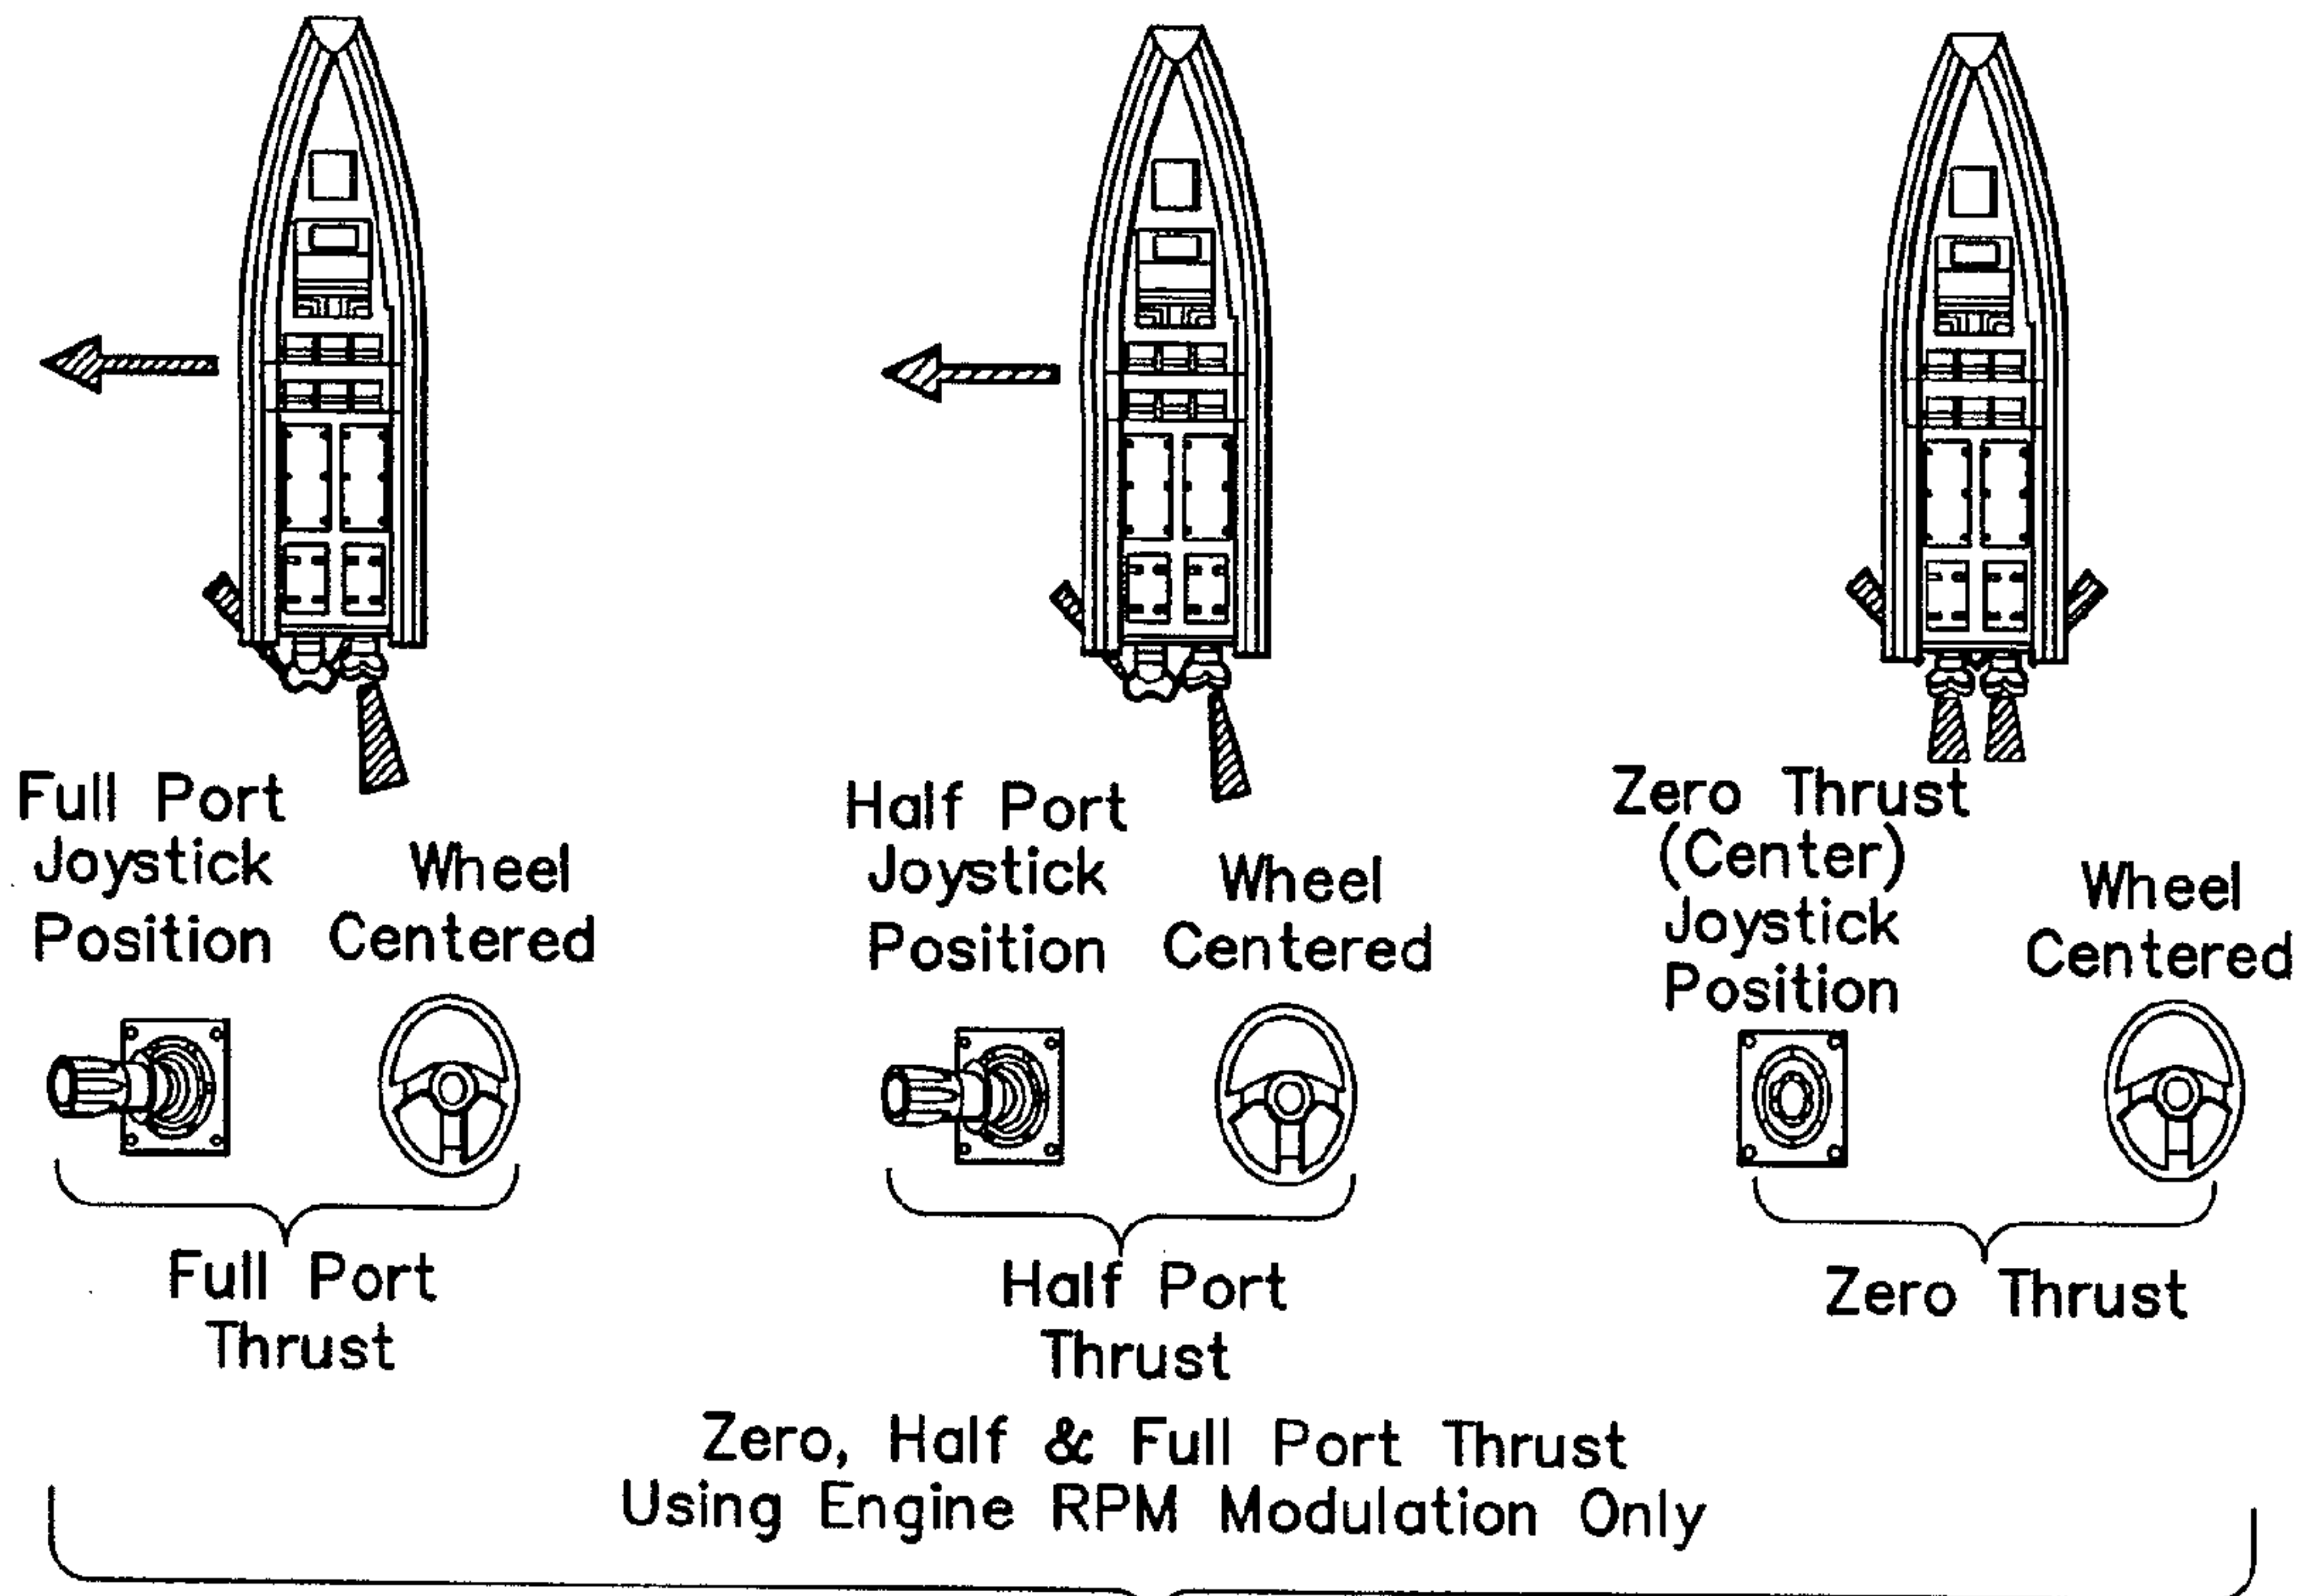 Full Port
Joystick
Position
Wheel
Centered
Half Port
Joystick
Position
Wheel
Centered
Zero Thrust
(Center)
Joystick
Position
Wheel
Centered
Full Port
Thrust
Half Port
Thrust
Zero Thrust
Zero, Half & Full Port Thrust
Using Engine RPM Modulation Only